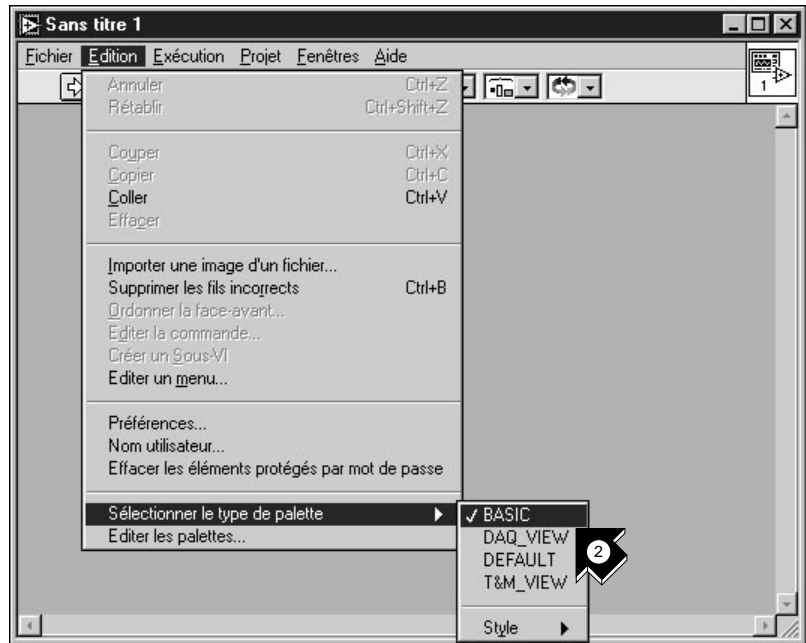 Sans titre 1
Fichier Edition Exécution Projet Fenêtres Aide
1
Annuler Ctrl+Z
Rétablir Ctrl+Shift+Z
Couper Ctrl+X
Copier Ctrl+C
Coller Ctrl+V
Effacer
Importer une image d'un fichier...
Supprimer les fils incorrects Ctrl+B
Ordonner la face-avant...
Editer la commande...
Créer un Sous-VI
Editer un menu...
Préférences...
Nom utilisateur...
Effacer les éléments protégés par mot de passe
Sélectionner le type de palette
Editer les palettes...
✓ BASIC
DAQ_VIEW
DEFAULT
T&M_VIEW
Style
2